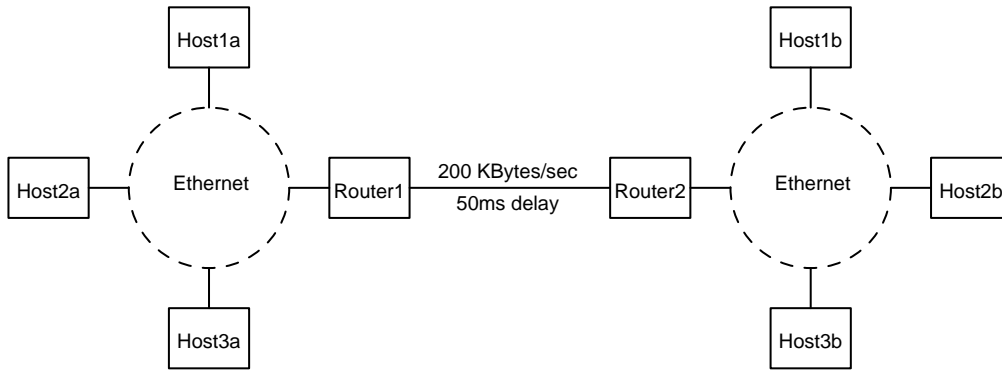 Host1a
Host1b
Host2a
Ethernet
Router1
200 KBytes/sec
50ms delay
Router2
Ethernet
Host2b
Host3a
Host3b